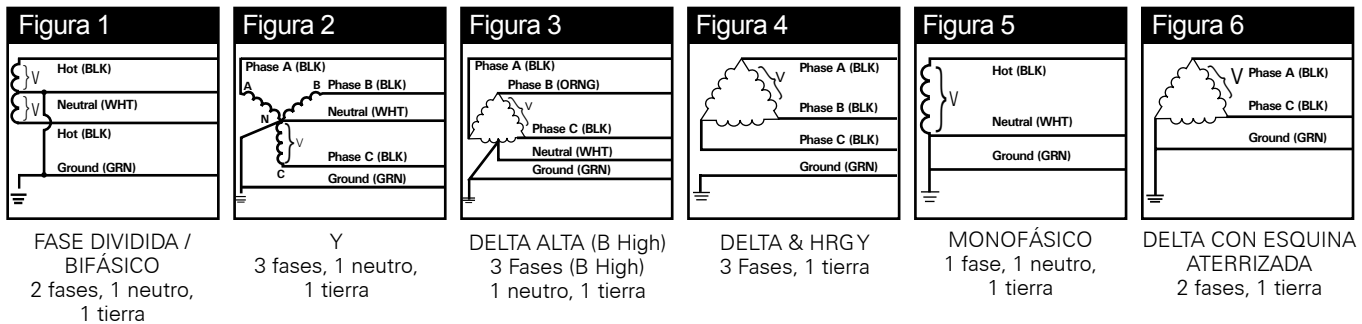 Figura 1
Hot (BLK)
V
Neutral (WHT)
V
Hot (BLK)
Ground (GRN)
FASE DIVIDIDA /
BIFÁSICO
2 fases, 1 neutro,
1 tierra
Figura 2
Phase A (BLK)
A
B Phase B (BLK)
Neutral (WHT)
N
V
Phase C (BLK)
C
Ground (GRN)
Y
3 fases, 1 neutro,
1 tierra
Figura 3
Phase A (BLK)
Phase B (ORNG)
V
Phase C (BLK)
Neutral (WHT)
Ground (GRN)
DELTA ALTA (B High)
3 Fases (B High)
1 neutro, 1 tierra
Figura 4
V Phase A (BLK)
Phase B (BLK)
Phase C (BLK)
Ground (GRN)
DELTA & HRG Y
3 Fases, 1 tierra
Figura 5
Hot (BLK)
V
Neutral (WHT)
Ground (GRN)
MONOFÁSICO
1 fase, 1 neutro,
1 tierra
Figura 6
V Phase A (BLK)
Phase C (BLK)
Ground (GRN)
DELTA CON ESQUINA
ATERRIZADA
2 fases, 1 tierra